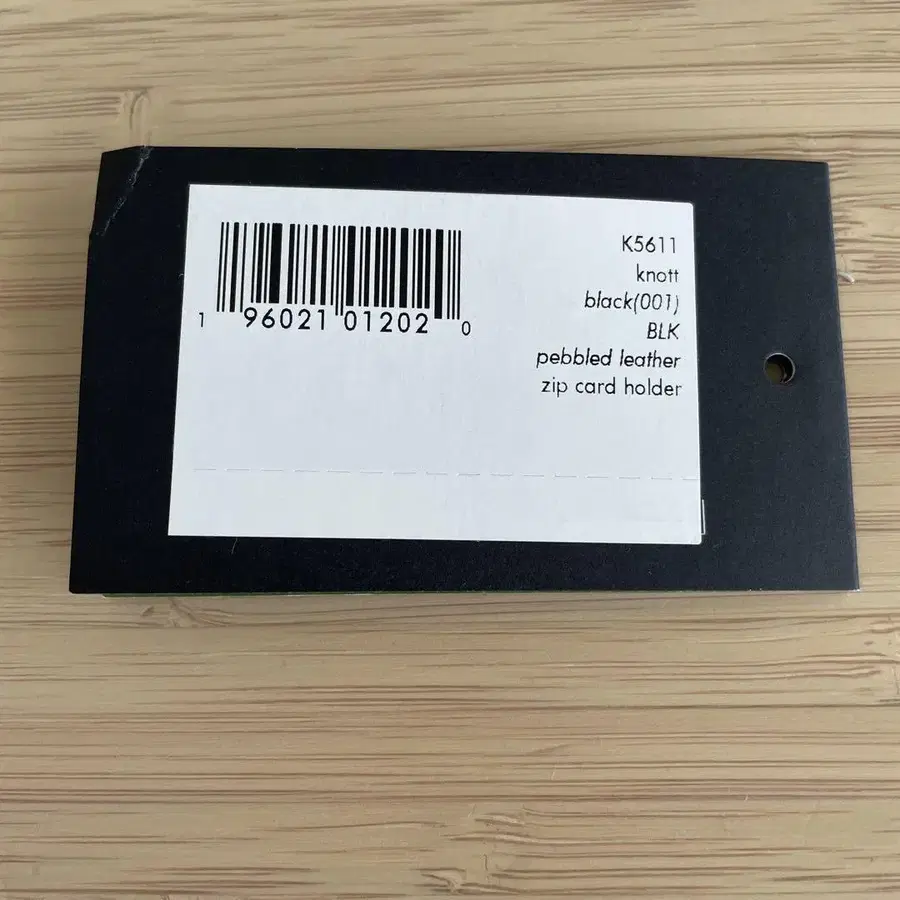 K5611
knott
black(001)
BLK
pebbled leather
zip card holder
1 96021 01202 0